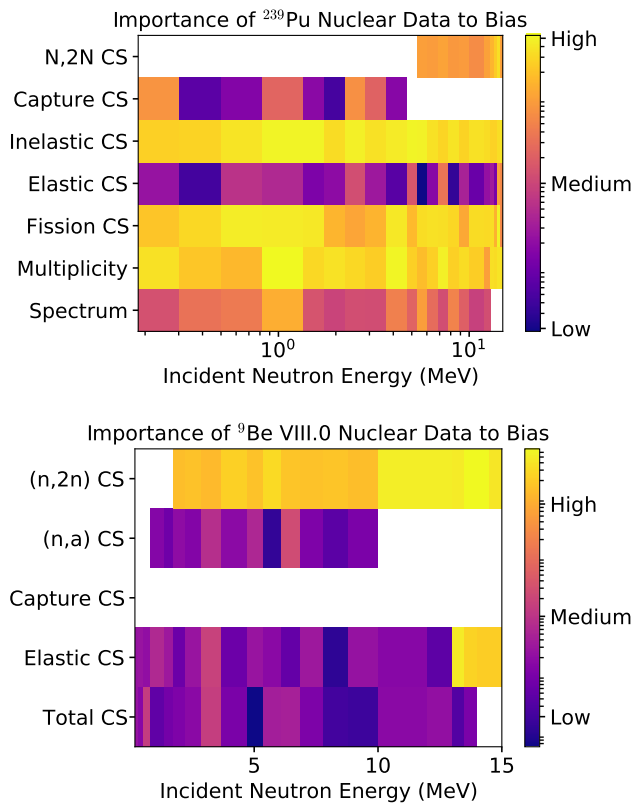 Importance of ²³⁹Pu Nuclear Data to Bias
N,2N CS
Capture CS
Inelastic CS
Elastic CS
Fission CS
Multiplicity
Spectrum
High
Medium
Low
10⁰ 10¹
Incident Neutron Energy (MeV)
Importance of ⁹Be VIII.0 Nuclear Data to Bias
(n,2n) CS
(n,a) CS
Capture CS
Elastic CS
Total CS
High
Medium
Low
5 10 15
Incident Neutron Energy (MeV)